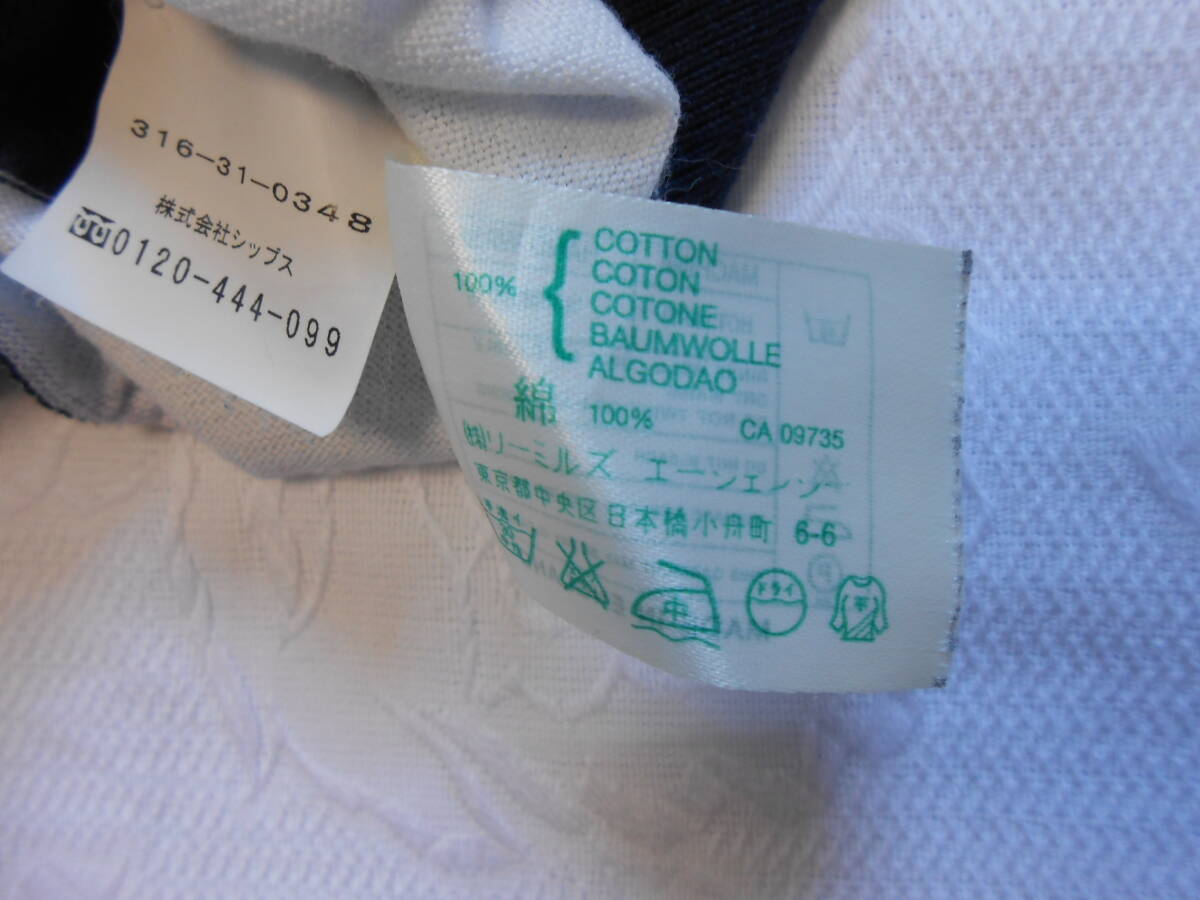 316-31-0348
株式会社シップス
0120-444-099
100%
COTTON
COTON
COTONE
BAUMWOLLE
ALGODAO
綿 100% CA 09735
(株)リーミルズ エージェンシー
東京都中央区日本橋小舟町 6-6
中
ドライ
平